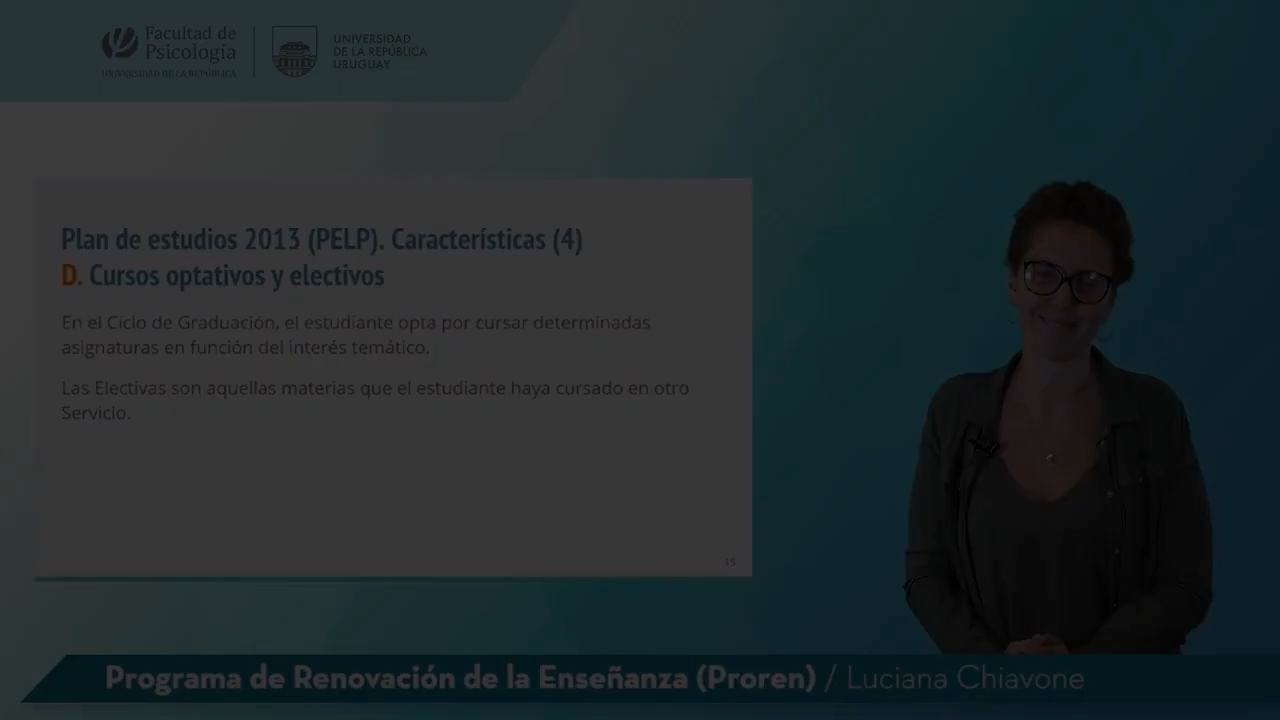 Facultad de
Psicología
UNIVERSIDAD DE LA REPÚBLICA
UNIVERSIDAD
DE LA REPÚBLICA
URUGUAY
Plan de estudios 2013 (PELP). Características (4)
D. Cursos optativos y electivos
En el Ciclo de Graduación, el estudiante opta por cursar determinadas
asignaturas en función del interés temático.
Las Electivas son aquellas materias que el estudiante haya cursado en otro
Servicio.
15
Programa de Renovación de la Enseñanza (Proren) / Luciana Chiavone